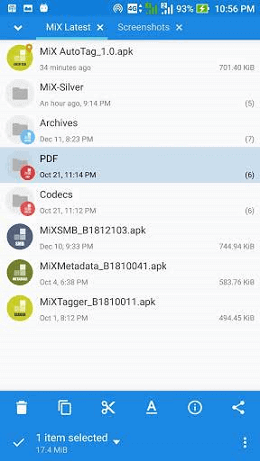 4G 93% 10:56 PM
MiX Latest Screenshots
MiX AutoTag_1.0.apk
34 minutes ago 701.40 KiB
MiX-Silver
An hour ago, 9:14 PM (5)
Archives
Dec 11, 8:23 PM (7)
PDF
Oct 21, 11:14 PM (6)
Codecs
Oct 21, 11:12 PM (6)
MiXSMB_B1812103.apk
Dec 10, 9:33 PM 744.94 KiB
MiXMetadata_B1810041.apk
Oct 4, 6:38 PM 583.76 KiB
MiXTagger_B1810011.apk
Oct 1, 8:12 PM 494.45 KiB
A
1 item selected
17.4 MiB